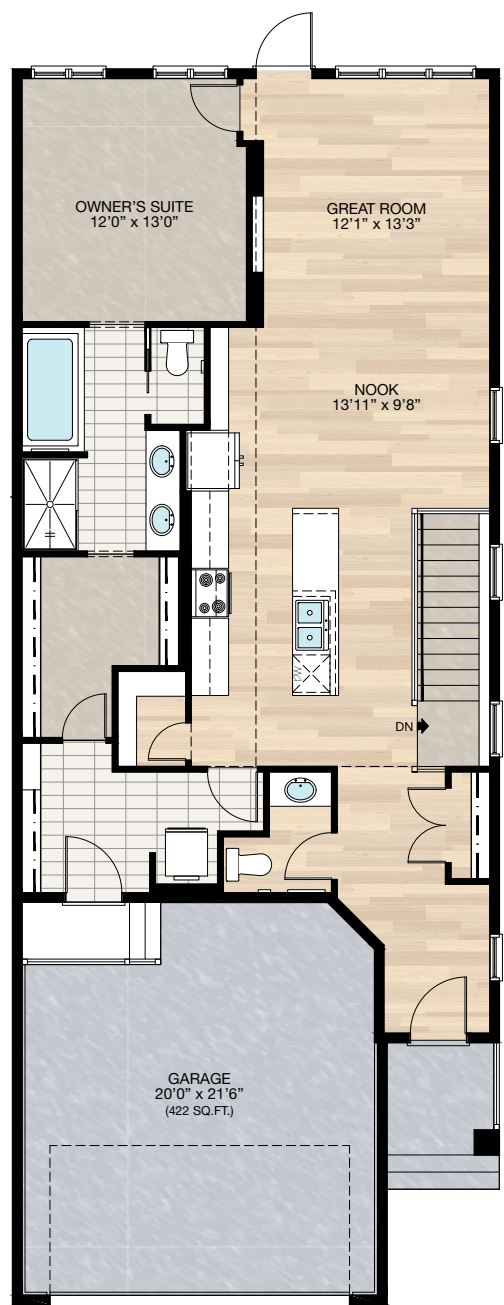 OWNER'S SUITE
12'0" x 13'0"
GREAT ROOM
12'1" x 13'3"
NOOK
13'11" x 9'8"
DW
DN
GARAGE
20'0" x 21'6"
(422 SQ.FT.)